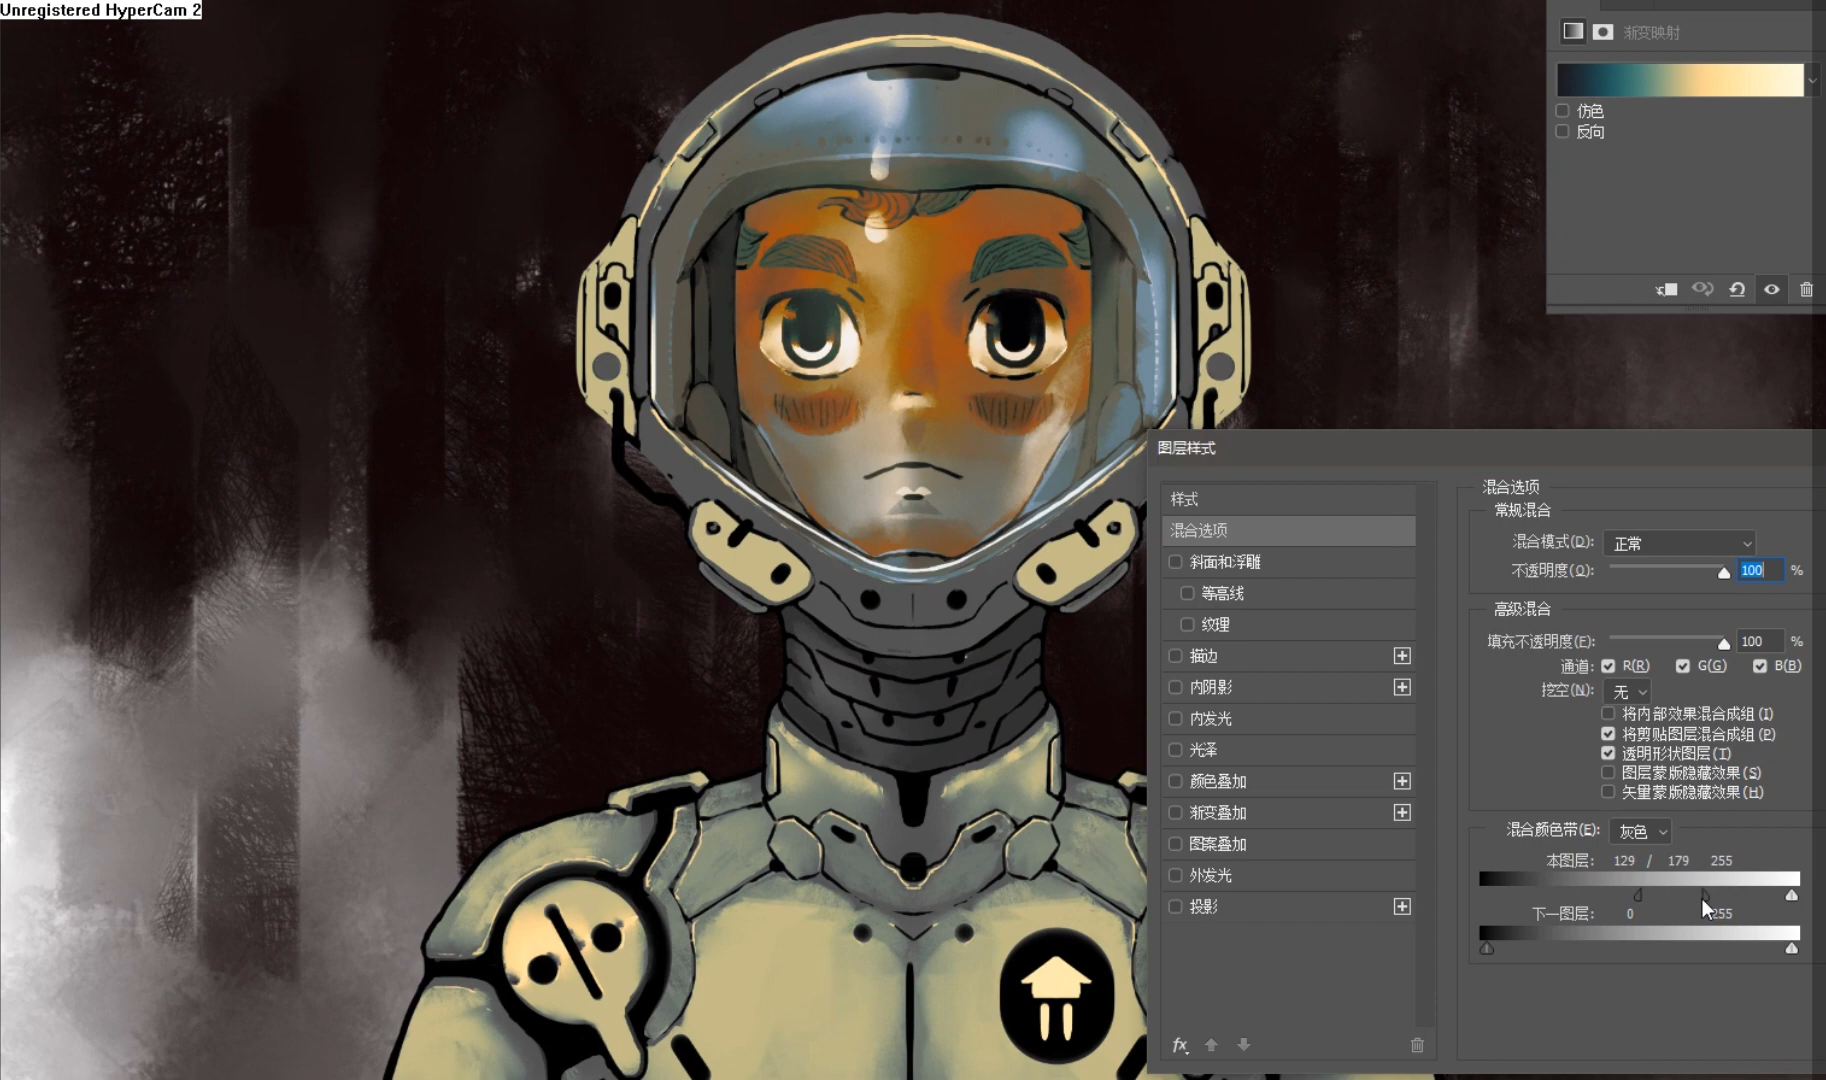 Unregistered HyperCam 2
渐变映射
仿色
反向
图层样式
样式
混合选项
斜面和浮雕
等高线
纹理
描边
内阴影
内发光
光泽
颜色叠加
渐变叠加
图案叠加
外发光
投影
fx
混合选项
常规混合
混合模式(D): 正常
不透明度(O): 100 %
高级混合
填充不透明度(F): 100 %
通道: R(R) G(G) B(B)
挖空(N): 无
将内部效果混合成组(I)
将剪贴图层混合成组(P)
透明形状图层(T)
图层蒙版隐藏效果(S)
矢量蒙版隐藏效果(H)
混合颜色带(E): 灰色
本图层: 129 / 179 255
下一图层: 0 255